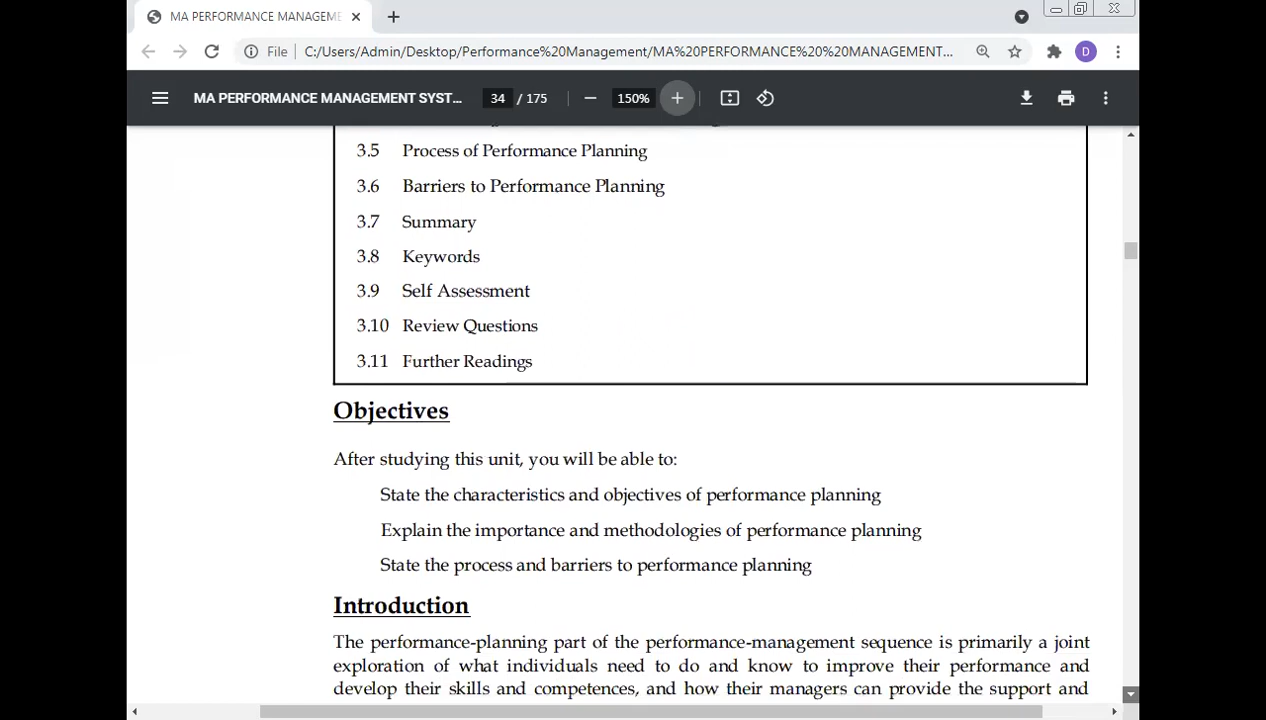 MA PERFORMANCE MANAGEME
File C:/Users/Admin/Desktop/Performance%20Management/MA%20PERFORMANCE%20%20MANAGEMENT... D
MA PERFORMANCE MANAGEMENT SYST... 34 / 175 150%
3.5 Process of Performance Planning
3.6 Barriers to Performance Planning
3.7 Summary
3.8 Keywords
3.9 Self Assessment
3.10 Review Questions
3.11 Further Readings
Objectives
After studying this unit, you will be able to:
State the characteristics and objectives of performance planning
Explain the importance and methodologies of performance planning
State the process and barriers to performance planning
Introduction
The performance-planning part of the performance-management sequence is primarily a joint
exploration of what individuals need to do and know to improve their performance and
develop their skills and competences, and how their managers can provide the support and